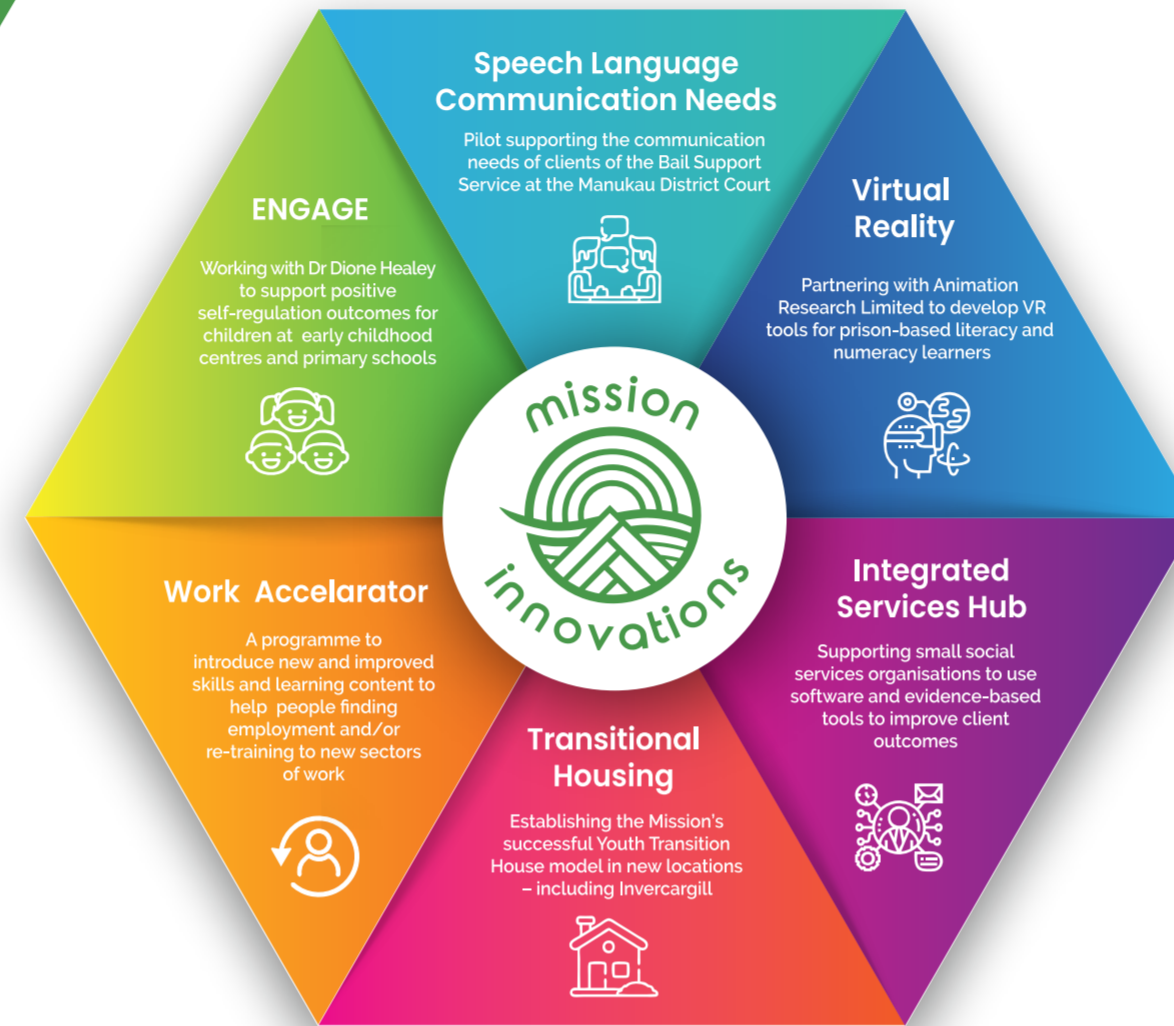 Speech Language
Communication Needs
Pilot supporting the communication
needs of clients of the Bail Support
Service at the Manukau District Court
Virtual
Reality
Partnering with Animation
Research Limited to develop VR
tools for prison-based literacy and
numeracy learners
Integrated
Services Hub
Supporting small social
services organisations to use
software and evidence-based
tools to improve client
outcomes
Transitional
Housing
Establishing the Mission's
successful Youth Transition
House model in new locations
– including Invercargill
Work Accelarator
A programme to
introduce new and improved
skills and learning content to
help people finding
employment and/or
re-training to new sectors
of work
ENGAGE
Working with Dr Dione Healey
to support positive
self-regulation outcomes for
children at early childhood
centres and primary schools
mission
innovations